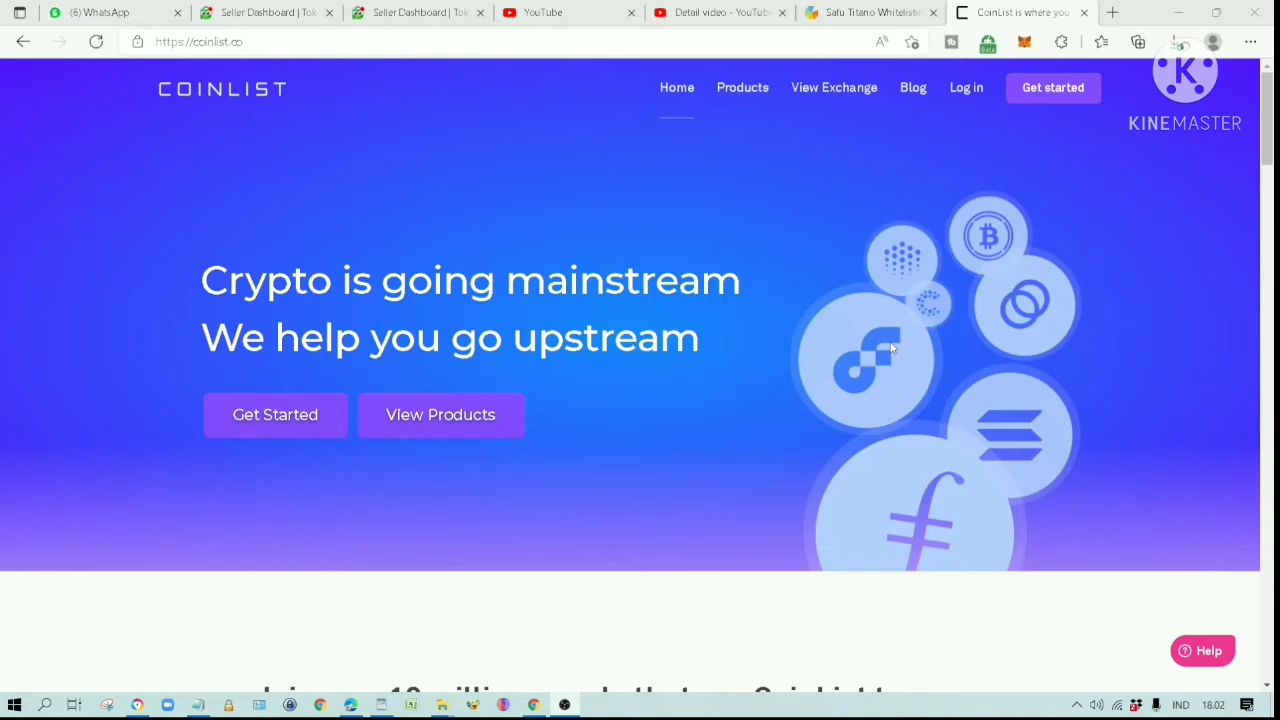 (6) WhatsApp
Seller Dashboard | Tok
Seller Dashboard | Tok
YouTube
Detail video - YouTub
Safu Titano Whitelisti
CoinList is where you
https://coinlist.co
COINLIST
Home
Products
View Exchange
Blog
Log in
Get started
KINEMASTER
Crypto is going mainstream
We help you go upstream
Get Started
VIew Products
Help
IND
18.02